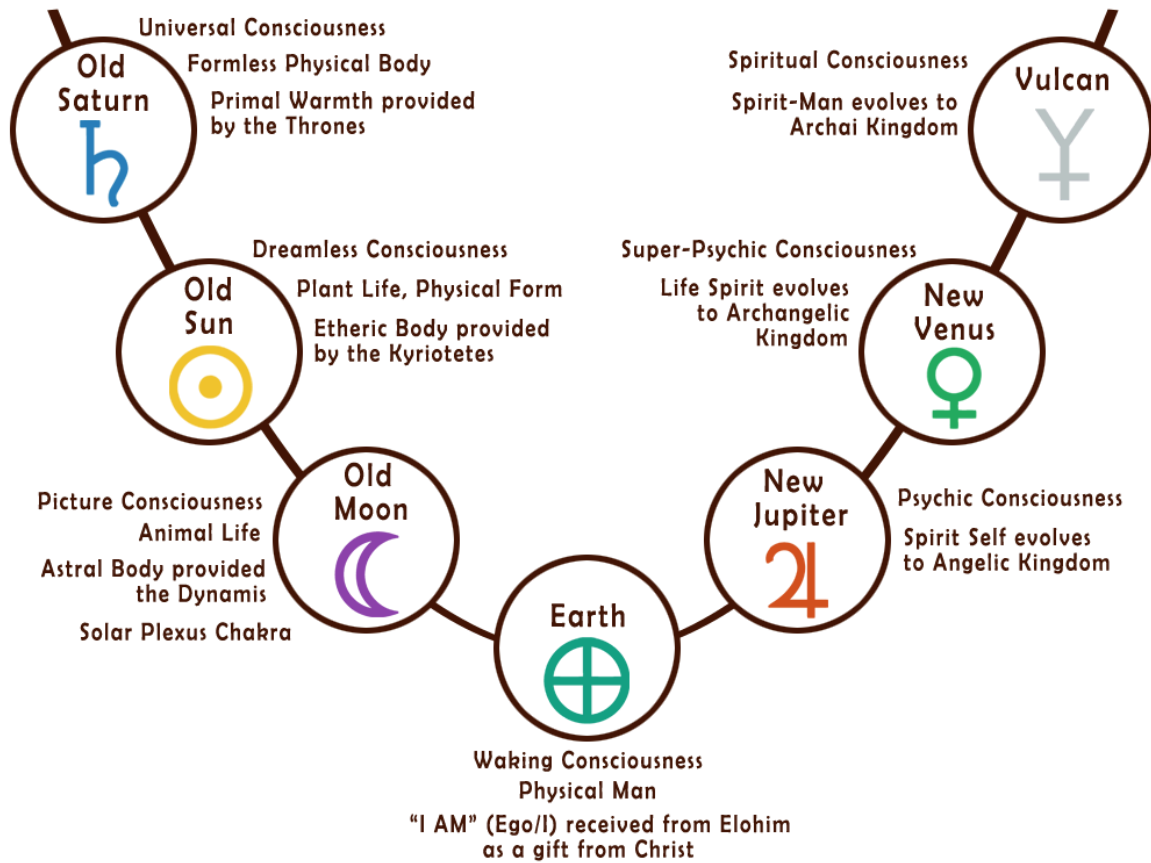 Old
Saturn
Universal Consciousness
Formless Physical Body
Primal Warmth provided
by the Thrones
Old
Sun
Dreamless Consciousness
Plant Life, Physical Form
Etheric Body provided
by the Kyriotetes
Old
Moon
Picture Consciousness
Animal Life
Astral Body provided
the Dynamis
Solar Plexus Chakra
Earth
Waking Consciousness
Physical Man
“I AM” (Ego/I) received from Elohim
as a gift from Christ
New
Jupiter
Psychic Consciousness
Spirit Self evolves
to Angelic Kingdom
New
Venus
Super-Psychic Consciousness
Life Spirit evolves
to Archangelic
Kingdom
Vulcan
Spiritual Consciousness
Spirit-Man evolves to
Archai Kingdom